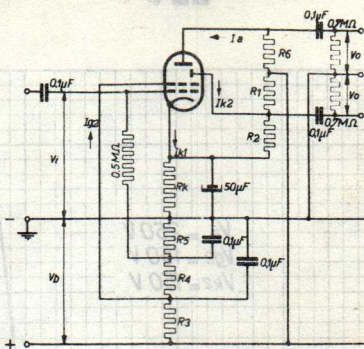 Ia
0,1µF
Vo
0,7MΩ
R6
0,1µF
Ik2
R1
Vo
Vi
Ig2
0.5MΩ
R2
0,1µF
0,7MΩ
Ik1
Rk
50µF
-
R5
0,1µF
Vb
R4
0,1µF
R3
+